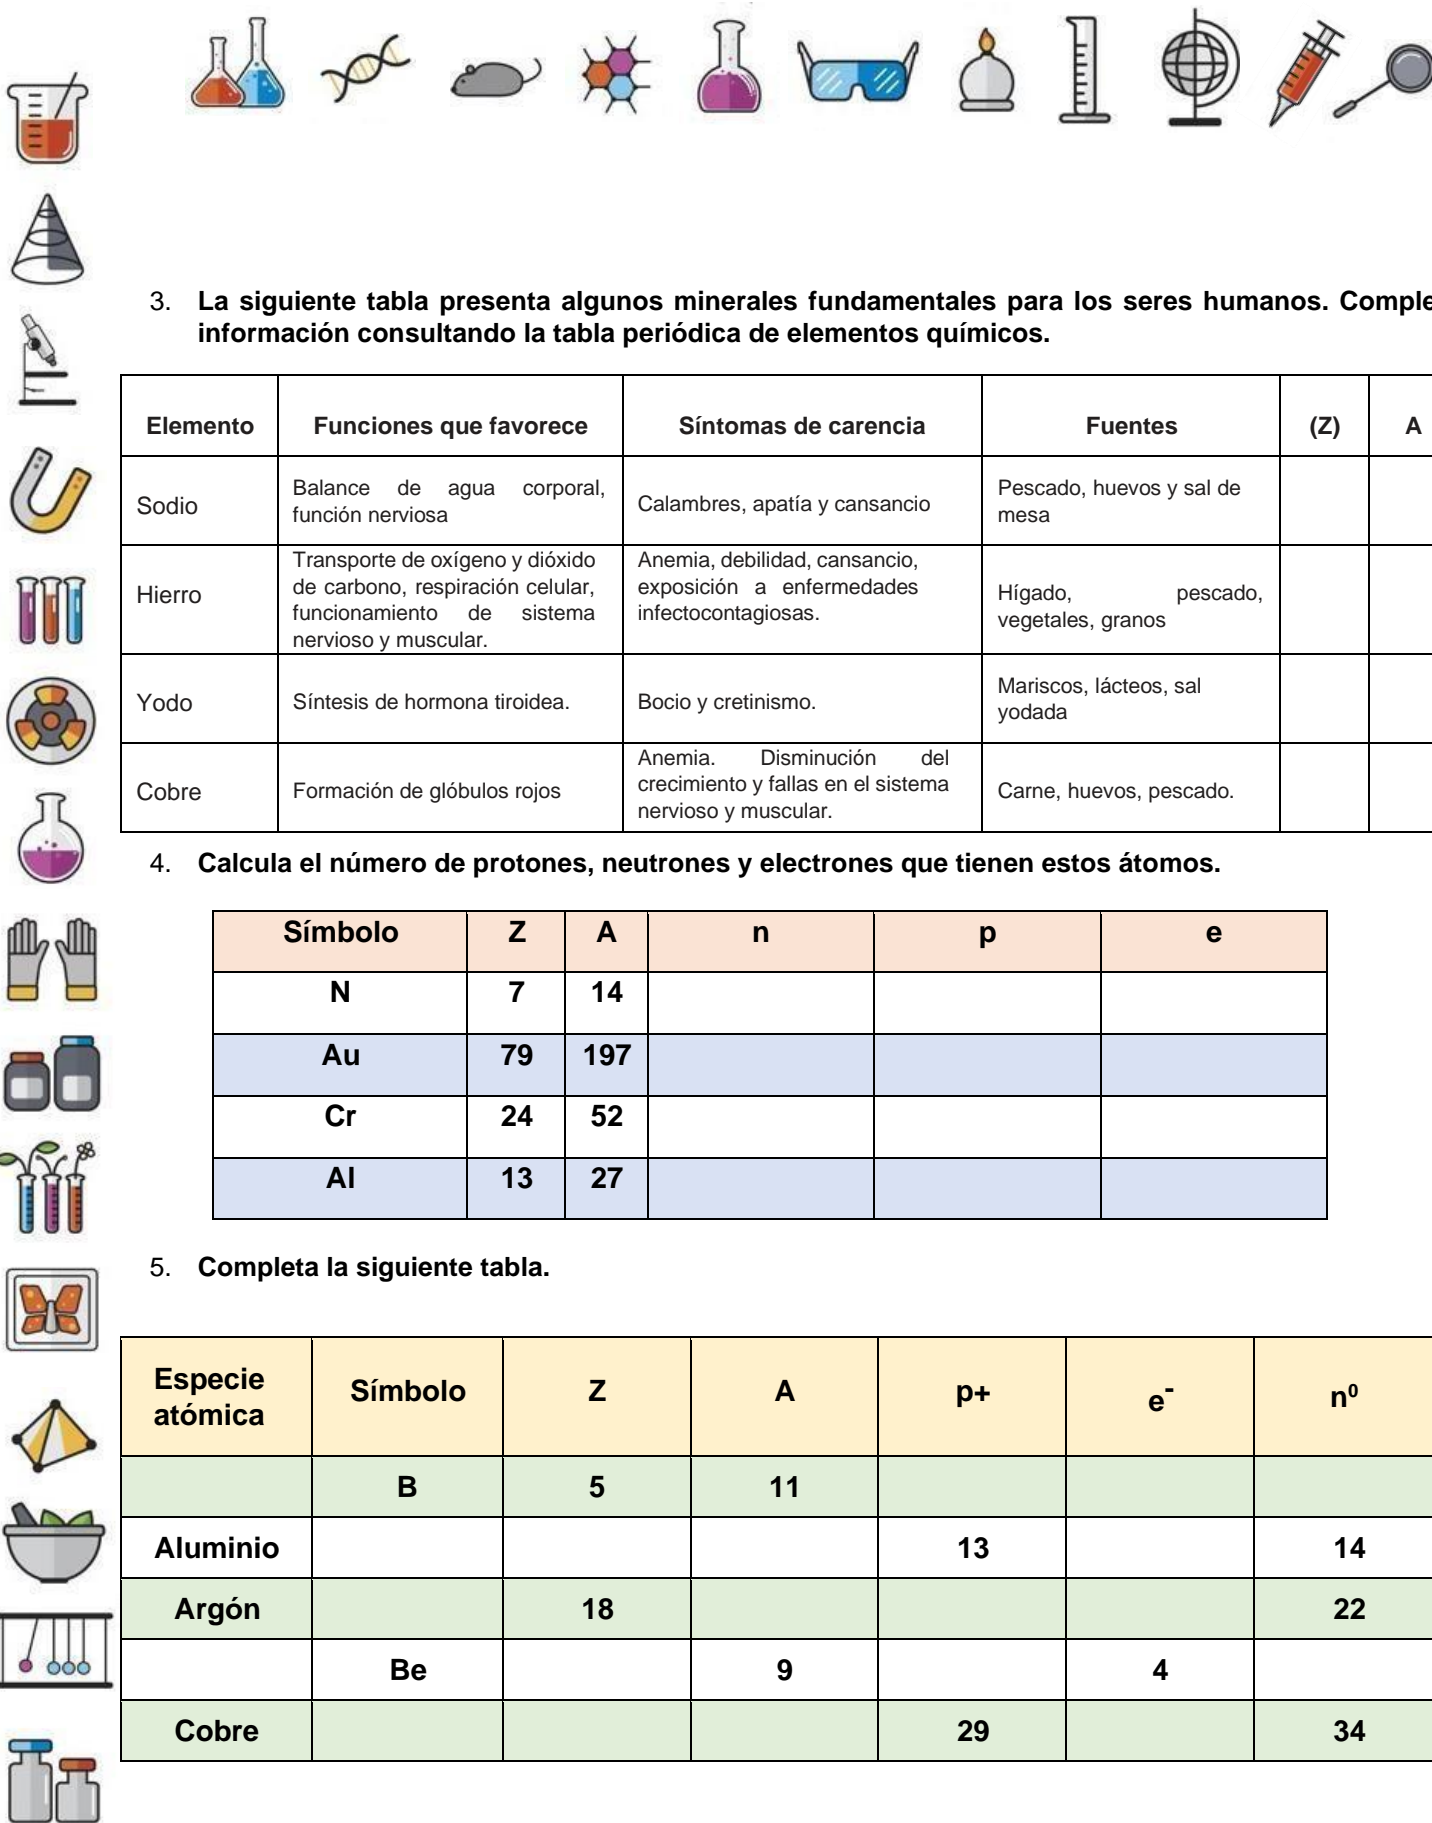 3. La siguiente tabla presenta algunos minerales fundamentales para los seres humanos. Comple
información consultando la tabla periódica de elementos químicos.
Elemento Funciones que favorece Síntomas de carencia Fuentes (Z) A
Sodio
Balance de agua corporal,
función nerviosa
Calambres, apatía y cansancio
Pescado, huevos y sal de
mesa
Hierro
Transporte de oxígeno y dióxido
de carbono, respiración celular,
funcionamiento de sistema
nervioso y muscular.
Anemia, debilidad, cansancio,
exposición a enfermedades
infectocontagiosas.
Hígado, pescado,
vegetales, granos
Yodo
Síntesis de hormona tiroidea.
Bocio y cretinismo.
Mariscos, lácteos, sal
yodada
Cobre
Formación de glóbulos rojos
Anemia. Disminución del
crecimiento y fallas en el sistema
nervioso y muscular.
Carne, huevos, pescado.
4. Calcula el número de protones, neutrones y electrones que tienen estos átomos.
Símbolo Z A n p e
N 7 14
Au 79 197
Cr 24 52
Al 13 27
5. Completa la siguiente tabla.
Especie
atómica
Símbolo Z A p+ e⁻ n⁰
B 5 11
Aluminio 13 14
Argón 18 22
Be 9 4
Cobre 29 34